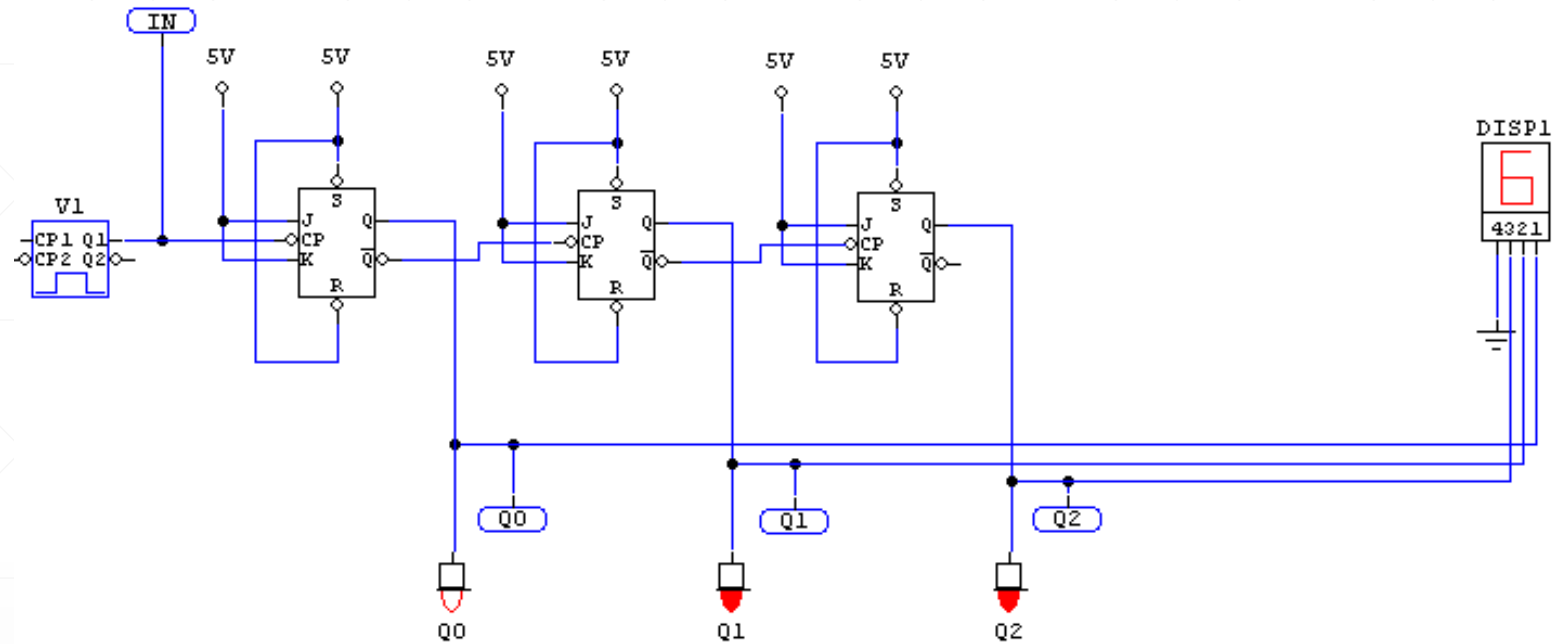 IN
5V
5V
5V
5V
5V
5V
DISP1
6
4321
V1
CP1 Q1
CP2 Q2
S
J Q
CP
K Q̅
R
S
J Q
CP
K Q̅
R
S
J Q
CP
K Q̅
R
Q0
Q1
Q2
Q0
Q1
Q2